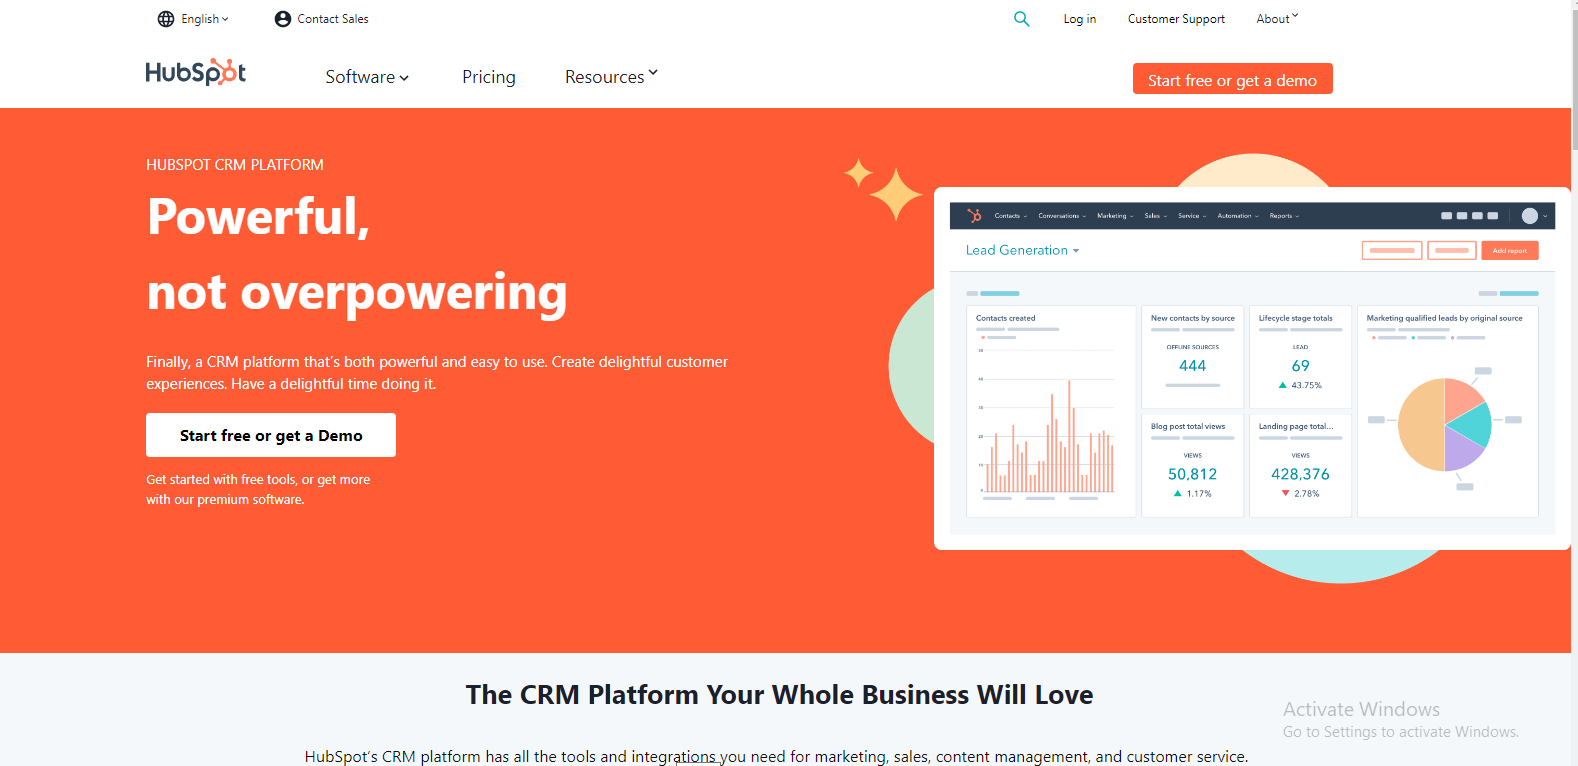 English
Contact Sales
Log in
Customer Support
About
HubSpot
Software
Pricing
Resources
Start free or get a demo
HUBSPOT CRM PLATFORM
Powerful,
not overpowering
Finally, a CRM platform that's both powerful and easy to use. Create delightful customer
experiences. Have a delightful time doing it.
Start free or get a Demo
Get started with free tools, or get more
with our premium software.
Contacts
Conversations
Marketing
Sales
Service
Automation
Reports
Lead Generation
Add report
Contacts created
50
40
30
20
10
0
New contacts by source
OFFLINE SOURCES
444
Lifecycle stage totals
LEAD
69
43.75%
Blog post total views
VIEWS
50,812
1.17%
Landing page total...
VIEWS
428,376
2.78%
Marketing qualified leads by original source
The CRM Platform Your Whole Business Will Love
HubSpot's CRM platform has all the tools and integrations you need for marketing, sales, content management, and customer service.
Activate Windows
Go to Settings to activate Windows.